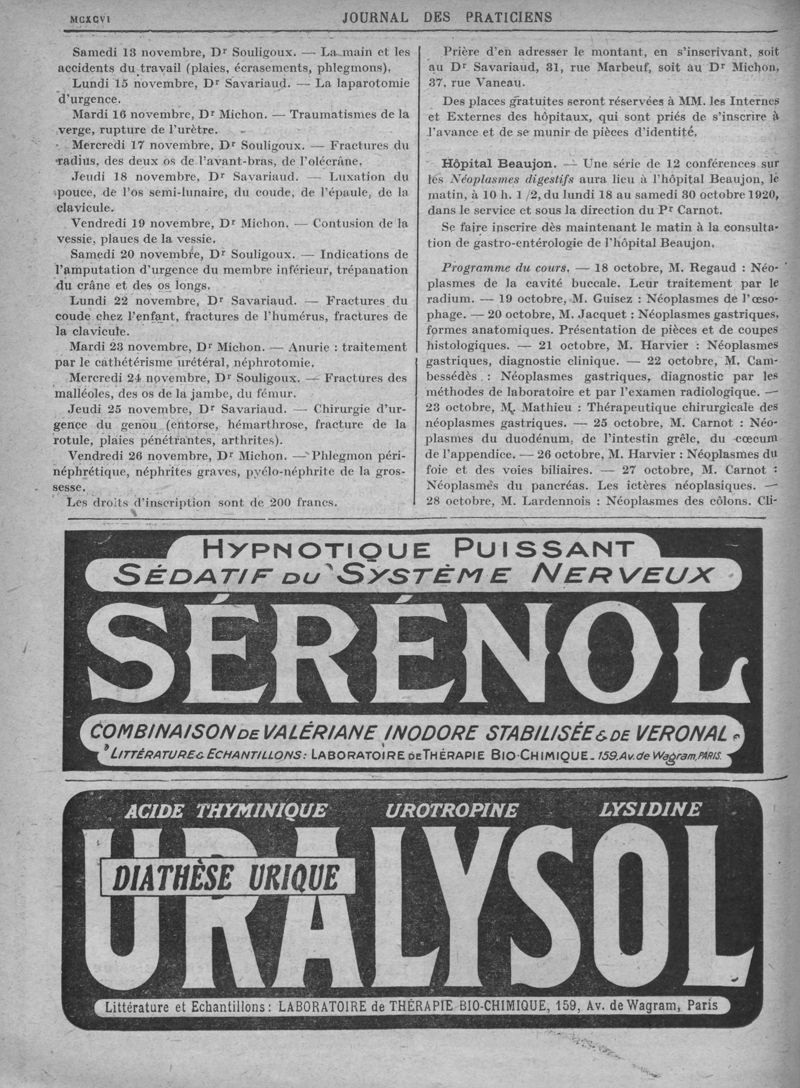 MCXCVI
JOURNAL DES PRATICIENS
Samedi 13 novembre, Dr Souligoux. — La main et les
accidents du travail (plaies, écrasements, phlegmons).
Lundi 15 novembre, Dr Savariaud. — La laparotomie
d'urgence.
Mardi 16 novembre, Dr Michon. — Traumatismes de la
verge, rupture de l'urètre.
Mercredi 17 novembre, Dr Souligoux. — Fractures du
radius, des deux os de l'avant-bras, de l'olécrâne.
Jeudi 18 novembre, Dr Savariaud. — Luxation du
pouce, de l'os semi-lunaire, du coude, de l'épaule, de la
clavicule.
Vendredi 19 novembre, Dr Michon. — Contusion de la
vessie, plaues de la vessie.
Samedi 20 novembre, Dr Souligoux. — Indications de
l'amputation d'urgence du membre inférieur, trépanation
du crâne et des os longs.
Lundi 22 novembre, Dr Savariaud. — Fractures du
coude chez l'enfant, fractures de l'humérus, fractures de
la clavicule.
Mardi 23 novembre, Dr Michon. — Anurie : traitement
par le cathétérisme urétéral, néphrotomie.
Mercredi 24 novembre, Dr Souligoux. — Fractures des
malléoles, des os de la jambe, du fémur.
Jeudi 25 novembre, Dr Savariaud. — Chirurgie d'ur-
gence du genou (entorse, hémarthrose, fracture de la
rotule, plaies pénétrantes, arthrites).
Vendredi 26 novembre, Dr Michon. — Phlegmon péri-
néphrétique, néphrites graves, pyélo-néphrite de la gros-
sesse.
Les droits d'inscription sont de 200 francs.
Prière d'en adresser le montant, en s'inscrivant, soit
au Dr Savariaud, 31, rue Marbeuf, soit au Dr Michon,
37, rue Vaneau.
Des places gratuites seront réservées à MM. les Internes
et Externes des hôpitaux, qui sont priés de s'inscrire à
l'avance et de se munir de pièces d'identité.
Hôpital Beaujon. — Une série de 12 conférences sur
les Néoplasmes digestifs aura lieu à l'hôpital Beaujon, le
matin, à 10 h. 1/2, du lundi 18 au samedi 30 octobre 1920,
dans le service et sous la direction du Pr Carnot.
Se faire inscrire dès maintenant le matin à la consulta-
tion de gastro-entérologie de l'hôpital Beaujon.
Programme du cours. — 18 octobre, M. Regaud : Néo-
plasmes de la cavité buccale. Leur traitement par le
radium. — 19 octobre, M. Guisez : Néoplasmes de l'œso-
phage. — 20 octobre, M. Jacquet : Néoplasmes gastriques,
formes anatomiques. Présentation de pièces et de coupes
histologiques. — 21 octobre, M. Harvier : Néoplasmes
gastriques, diagnostic clinique. — 22 octobre, M. Cam-
bessédès : Néoplasmes gastriques, diagnostic par les
méthodes de laboratoire et par l'examen radiologique. —
23 octobre, M. Mathieu : Thérapeutique chirurgicale des
néoplasmes gastriques. — 25 octobre, M. Carnot : Néo-
plasmes du duodénum, de l'intestin grêle, du cœcum
de l'appendice. — 26 octobre, M. Harvier : Néoplasmes du
foie et des voies biliaires. — 27 octobre, M. Carnot :
Néoplasmes du pancréas. Les ictères néoplasiques. —
28 octobre, M. Lardennois : Néoplasmes des côlons. Cli-
HYPNOTIQUE PUISSANT
SÉDATIF DU SYSTÈME NERVEUX
SÉRÉNOL
COMBINAISON DE VALÉRIANE INODORE STABILISÉE & DE VERONAL
LITTÉRATURE & ECHANTILLONS: LABORATOIRE DE THÉRAPIE BIO-CHIMIQUE_159, Av. de Wagram, PARIS.
ACIDE THYMINIQUE UROTROPINE LYSIDINE
URALYSOL
DIATHÈSE URIQUE
Littérature et Echantillons: LABORATOIRE de THÉRAPIE BIO-CHIMIQUE, 159, Av. de Wagram, Paris